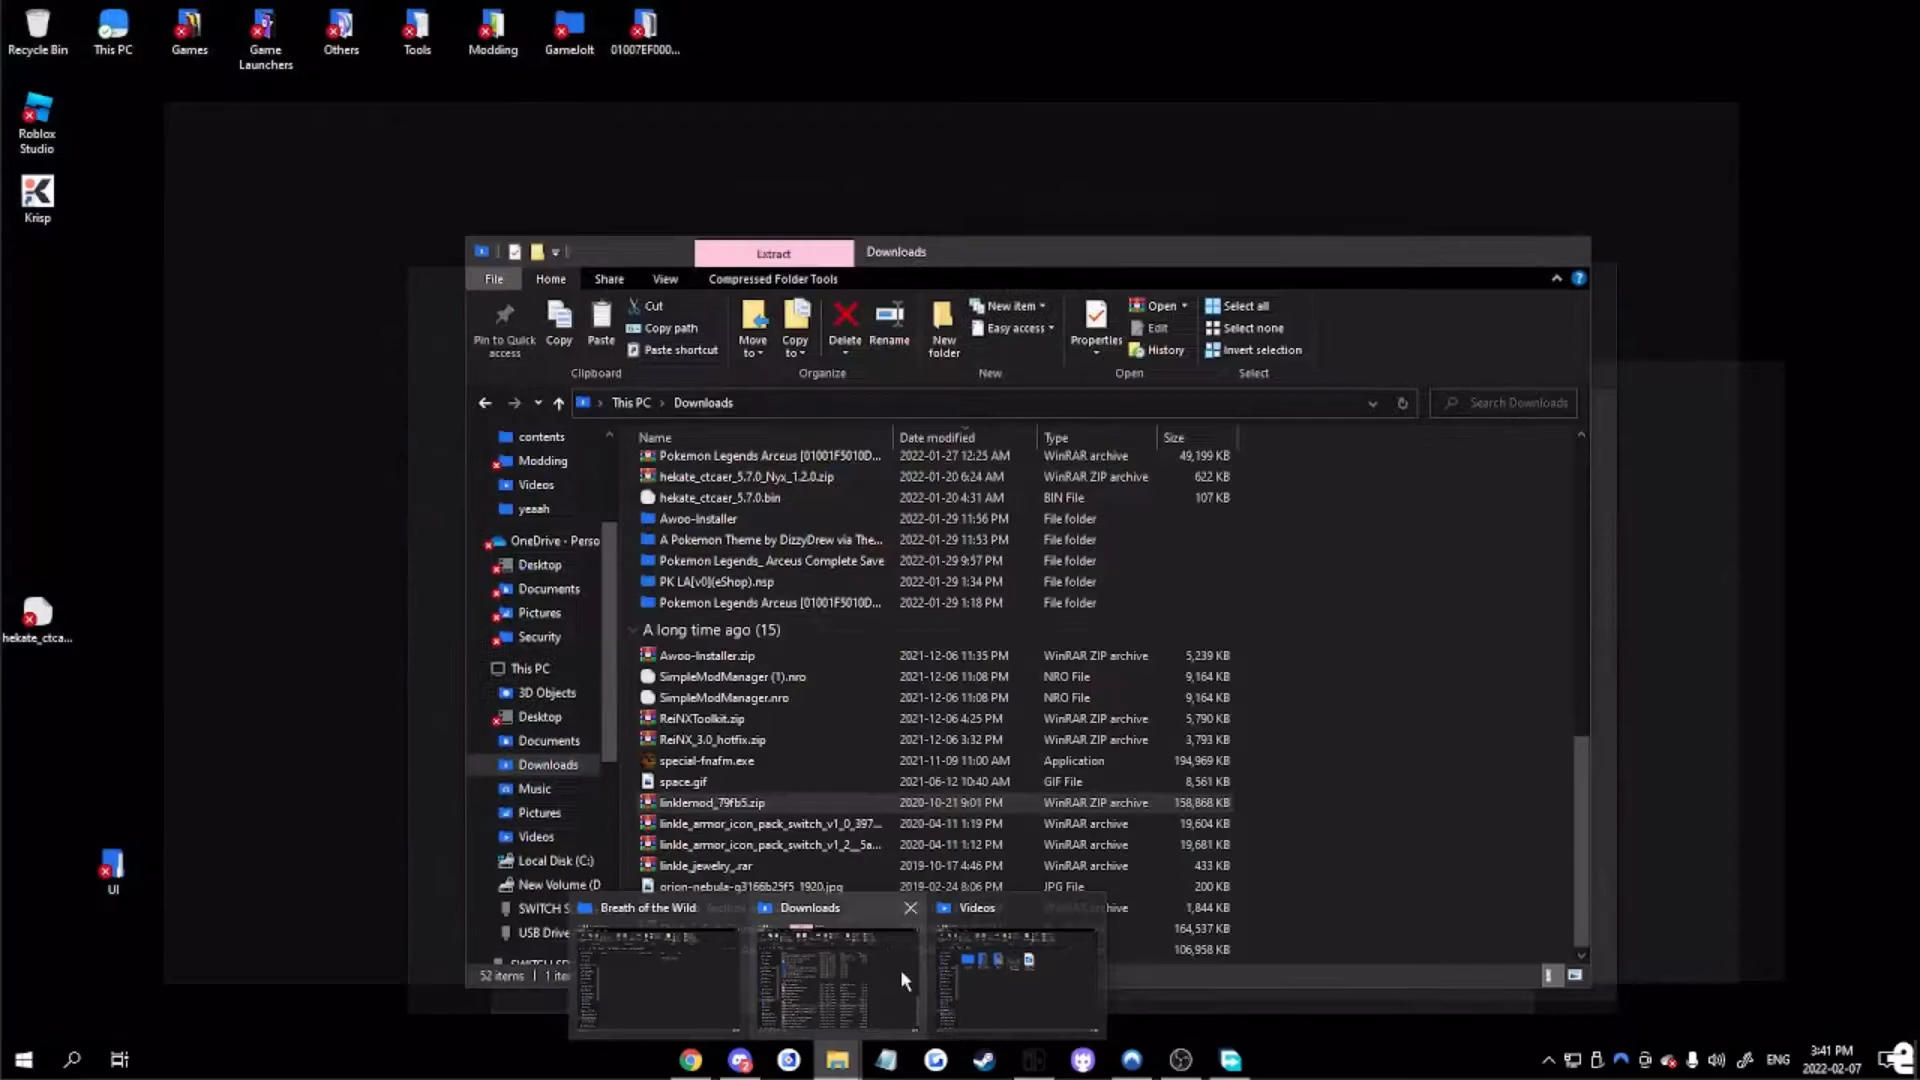 Recycle Bin
This PC
Games
Game
Launchers
Others
Tools
Modding
GameJolt
01007EF000...
Roblox
Studio
Krisp
hekate_ctca...
UI
Extract
Downloads
File
Home
Share
View
Compressed Folder Tools
Pin to Quick
access
Copy
Paste
Cut
Copy path
Paste shortcut
Clipboard
Move
to
Copy
to
Delete
Rename
Organize
New
folder
New item
Easy access
New
Properties
Open
Edit
History
Open
Select all
Select none
Invert selection
Select
This PC
Downloads
Search Downloads
contents
Modding
Videos
yeaah
OneDrive - Perso
Desktop
Documents
Pictures
Security
This PC
3D Objects
Desktop
Documents
Downloads
Music
Pictures
Videos
Local Disk (C:)
New Volume (D
SWITCH S
USB Drive
Name Date modified Type Size
Pokemon Legends Arceus [01001F5010D... 2022-01-27 12:25 AM WinRAR archive 49,199 KB
hekate_ctcaer_5.7.0_Nyx_1.2.0.zip 2022-01-20 6:24 AM WinRAR ZIP archive 622 KB
hekate_ctcaer_5.7.0.bin 2022-01-20 4:31 AM BIN File 107 KB
Awoo-Installer 2022-01-29 11:56 PM File folder
A Pokemon Theme by DizzyDrew via The... 2022-01-29 11:53 PM File folder
Pokemon Legends_ Arceus Complete Save 2022-01-29 9:57 PM File folder
PK LA[v0](eShop).nsp 2022-01-29 1:34 PM File folder
Pokemon Legends Arceus [01001F5010D... 2022-01-29 1:18 PM File folder
A long time ago (15)
Awoo-Installer.zip 2021-12-06 11:35 PM WinRAR ZIP archive 5,239 KB
SimpleModManager (1).nro 2021-12-06 11:08 PM NRO File 9,164 KB
SimpleModManager.nro 2021-12-06 11:08 PM NRO File 9,164 KB
ReiNXToolkit.zip 2021-12-06 4:25 PM WinRAR ZIP archive 5,790 KB
ReiNX_3.0_hotfix.zip 2021-12-06 3:32 PM WinRAR ZIP archive 3,793 KB
special-fnafm.exe 2021-11-09 11:00 AM Application 194,969 KB
space.gif 2021-06-12 10:40 AM GIF File 8,561 KB
linklemod_79fb5.zip 2020-10-21 9:01 PM WinRAR ZIP archive 158,868 KB
linkle_armor_icon_pack_switch_v1_0_397... 2020-04-11 1:19 PM WinRAR archive 19,604 KB
linkle_armor_icon_pack_switch_v1_2__5a... 2020-04-11 1:12 PM WinRAR archive 19,681 KB
linkle_jewelry_.rar 2019-10-17 4:46 PM WinRAR archive 433 KB
orion-nebula-g3166b25f5_1920.jpg 2019-02-24 8:06 PM JPG File 200 KB
1,844 KB
164,537 KB
106,958 KB
52 items
1 ite
Breath of the Wild
Downloads
Videos
ENG
3:41 PM
2022-02-07